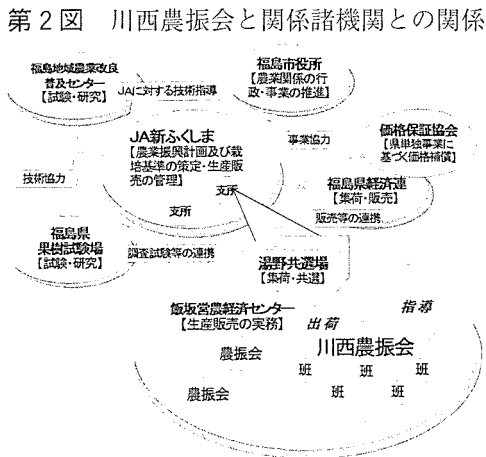 第2図 川西農振会と関係諸機関との関係
福島地域農業改良
普及センター
【試験・研究】
JAに対する技術指導
福島市役所
【農業関係の行
政・事業の推進】
JA新ふくしま
【農業振興計画及び栽
培基準の策定・生産販
売の管理】
支所
支所
事業協力
価格保証協会
【県単独事業に
基づく価格補償】
技術協力
福島県経済連
【集荷・販売】
販売等の連携
福島県
果樹試験場
【試験・研究】
調査試験等の連携
湯野共選場
【集荷・共選】
飯坂営農経済センター
【生産販売の実務】
出荷
指導
農振会
川西農振会
班
班
班
農振会
班
班